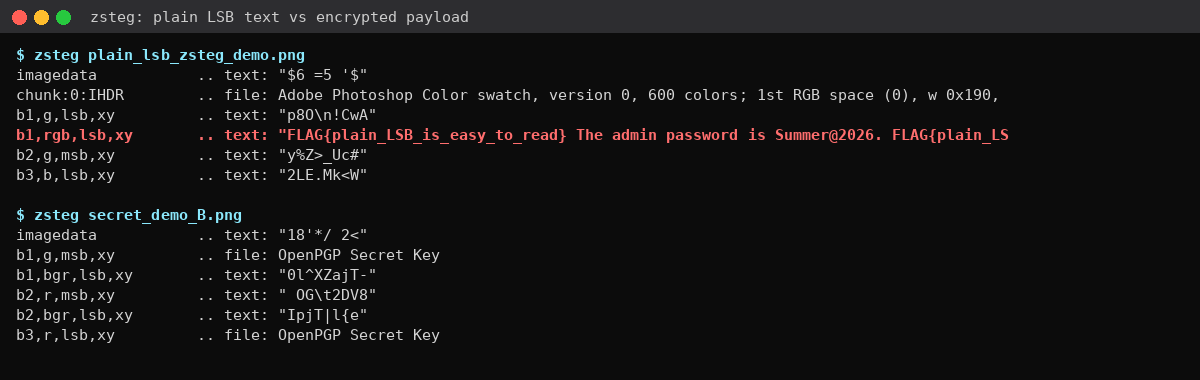 zsteg: plain LSB text vs encrypted payload
$ zsteg plain_lsb_zsteg_demo.png
imagedata .. text: "$6 =5 '$"
chunk:0:IHDR .. file: Adobe Photoshop Color swatch, version 0, 600 colors; 1st RGB space (0), w 0x190,
b1,g,lsb,xy .. text: "p8O\n!CwA"
b1,rgb,lsb,xy .. text: "FLAG{plain_LSB_is_easy_to_read} The admin password is Summer@2026. FLAG{plain_LS
b2,g,msb,xy .. text: "y%Z>_Uc#"
b3,b,lsb,xy .. text: "2LE.Mk<W"
$ zsteg secret_demo_B.png
imagedata .. text: "18'*/ 2<"
b1,g,msb,xy .. file: OpenPGP Secret Key
b1,bgr,lsb,xy .. text: "0l^XZajT-"
b2,r,msb,xy .. text: " OG\t2DV8"
b2,bgr,lsb,xy .. text: "IpjT|l{e"
b3,r,lsb,xy .. file: OpenPGP Secret Key